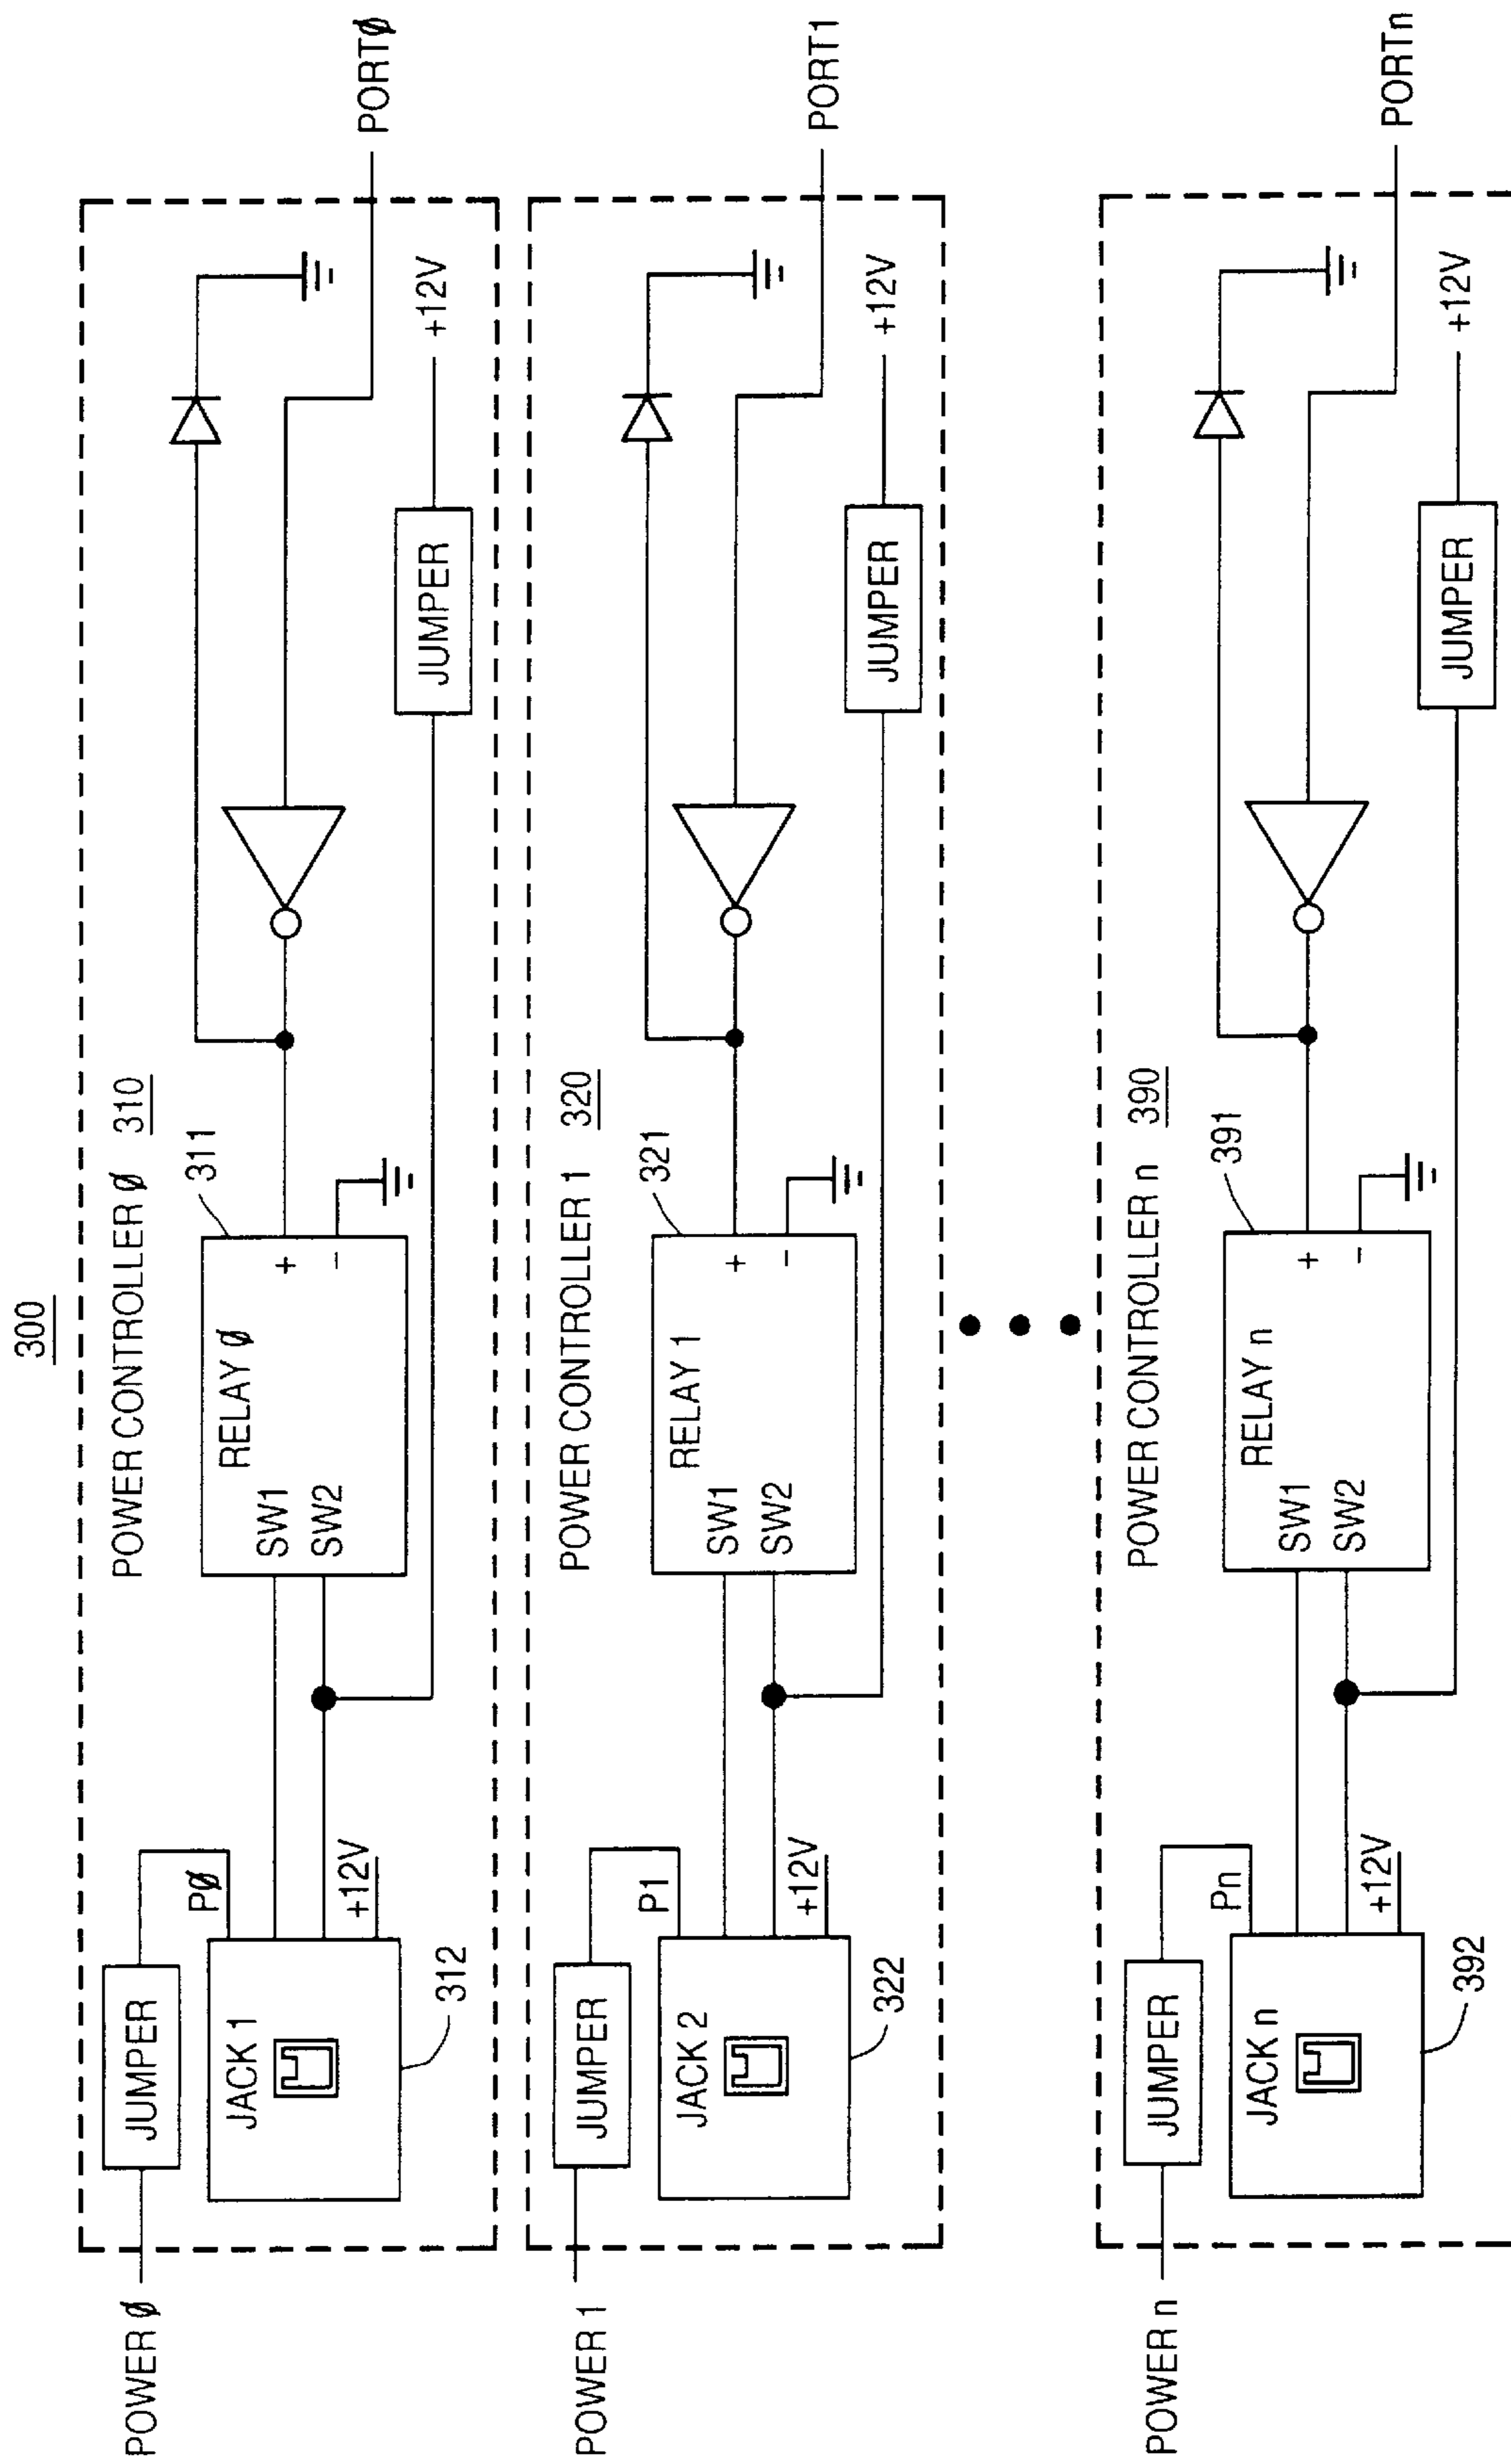 300
POWER CONTROLLER Ø 310
POWER Ø
JUMPER
PØ
JACK 1
+12V
312
SW1
SW2
RELAY Ø
+
−
311
JUMPER
+12V
PORTØ
POWER CONTROLLER 1 320
POWER 1
JUMPER
P1
JACK 2
+12V
322
SW1
SW2
RELAY 1
+
−
321
JUMPER
+12V
PORT1
POWER CONTROLLER n 390
POWER n
JUMPER
Pn
JACK n
+12V
392
SW1
SW2
RELAY n
+
−
391
JUMPER
+12V
PORTn